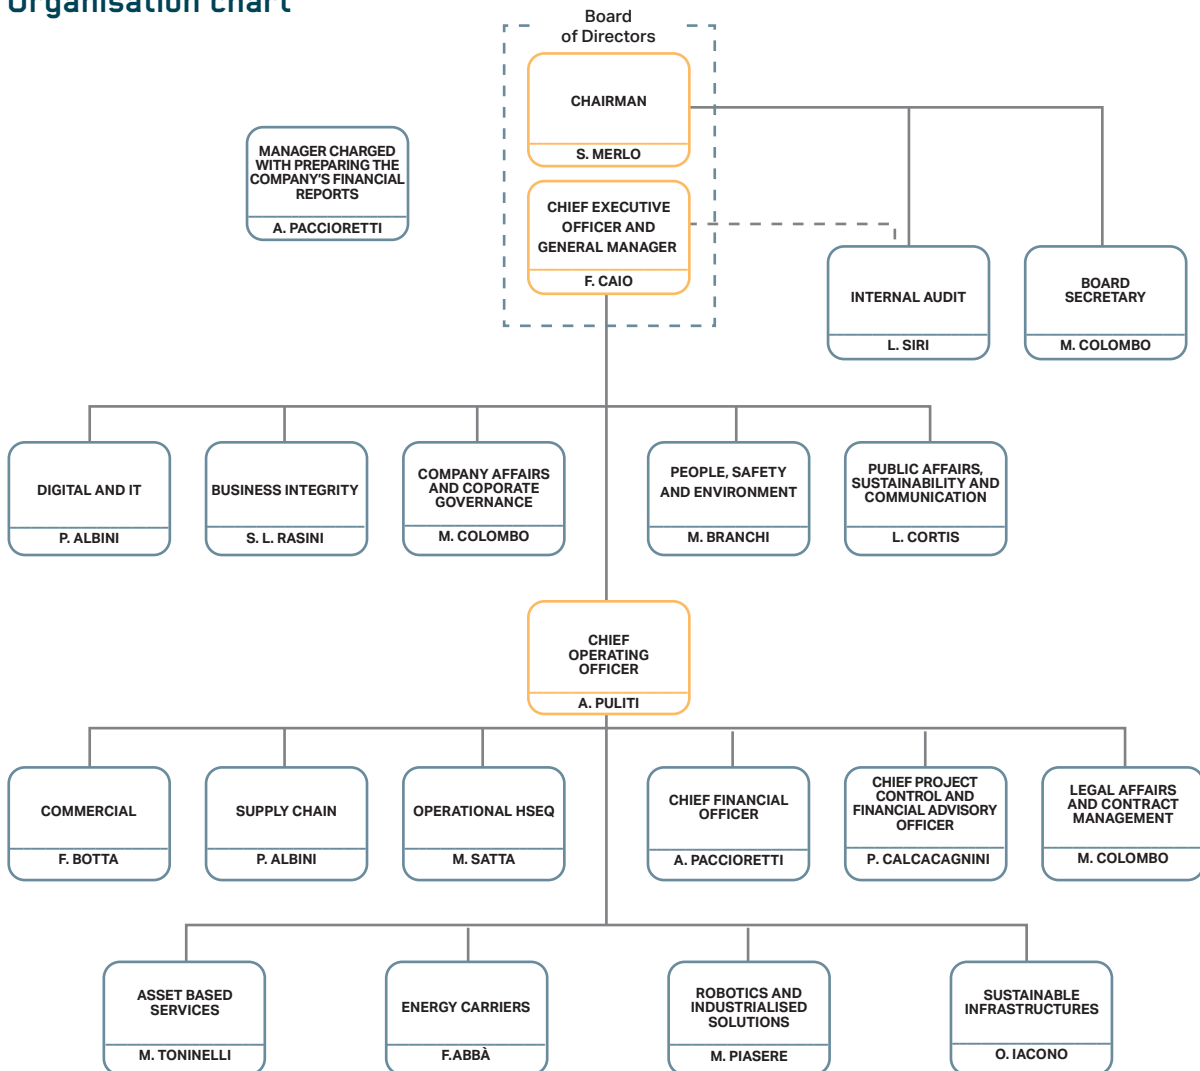 Organisation chart
Board
of Directors
CHAIRMAN
S. MERLO
MANAGER CHARGED
WITH PREPARING THE
COMPANY'S FINANCIAL
REPORTS
A. PACCIORETTI
CHIEF EXECUTIVE
OFFICER AND
GENERAL MANAGER
F. CAIO
INTERNAL AUDIT
L. SIRI
BOARD
SECRETARY
M. COLOMBO
DIGITAL AND IT
P. ALBINI
BUSINESS INTEGRITY
S. L. RASINI
COMPANY AFFAIRS
AND COPORATE
GOVERNANCE
M. COLOMBO
PEOPLE, SAFETY
AND ENVIRONMENT
M. BRANCHI
PUBLIC AFFAIRS,
SUSTAINABILITY AND
COMMUNICATION
L. CORTIS
CHIEF
OPERATING
OFFICER
A. PULITI
COMMERCIAL
F. BOTTA
SUPPLY CHAIN
P. ALBINI
OPERATIONAL HSEQ
M. SATTA
CHIEF FINANCIAL
OFFICER
A. PACCIORETTI
CHIEF PROJECT
CONTROL AND
FINANCIAL ADVISORY
OFFICER
P. CALCACAGNINI
LEGAL AFFAIRS
AND CONTRACT
MANAGEMENT
M. COLOMBO
ASSET BASED
SERVICES
M. TONINELLI
ENERGY CARRIERS
F.ABBÀ
ROBOTICS AND
INDUSTRIALISED
SOLUTIONS
M. PIASERE
SUSTAINABLE
INFRASTRUCTURES
O. IACONO